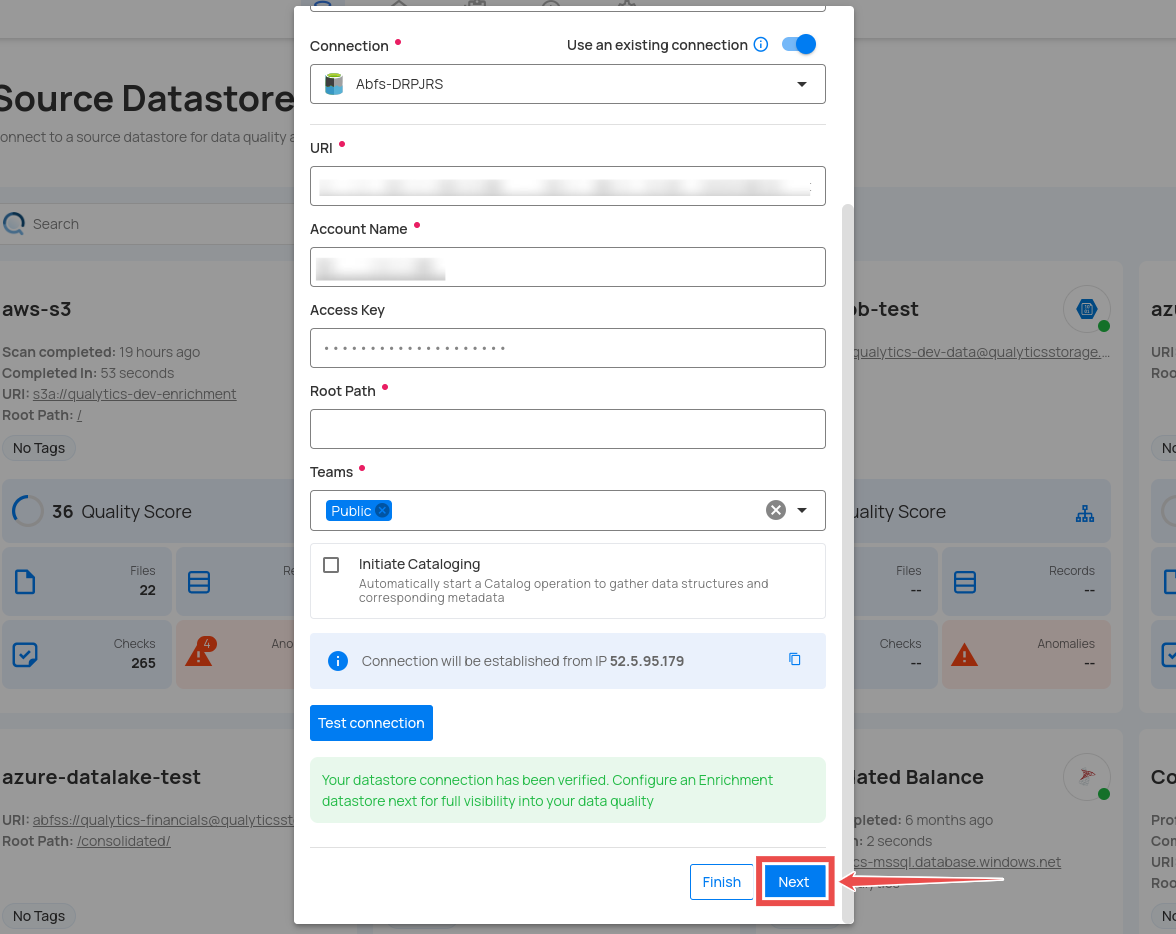 Connection
Use an existing connection
Abfs-DRPJRS
URI
Account Name
Access Key
Root Path
Teams
Public
Initiate Cataloging
Automatically start a Catalog operation to gather data structures and
corresponding metadata
Connection will be established from IP 52.5.95.179
Test connection
Your datastore connection has been verified. Configure an Enrichment
datastore next for full visibility into your data quality
Finish
Next
Source Datastore
onnect to a source datastore for data quality a
Search
aws-s3
Scan completed: 19 hours ago
Completed In: 53 seconds
URI: s3a://qualytics-dev-enrichment
Root Path: /
No Tags
36 Quality Score
Files
22
Re
Checks
265
4
Ano
azure-datalake-test
URI: abfss://qualytics-financials@qualyticsst
Root Path: /consolidated/
No Tags
ob-test
qualytics-dev-data@qualyticsstorage....
uality Score
Files
--
Records
--
Checks
--
Anomalies
--
lated Balance
pleted: 6 months ago
n: 2 seconds
cs-mssql.database.windows.net
alytics
azu
URI
Roo
No
Co
Prof
Com
URI
Roo
No